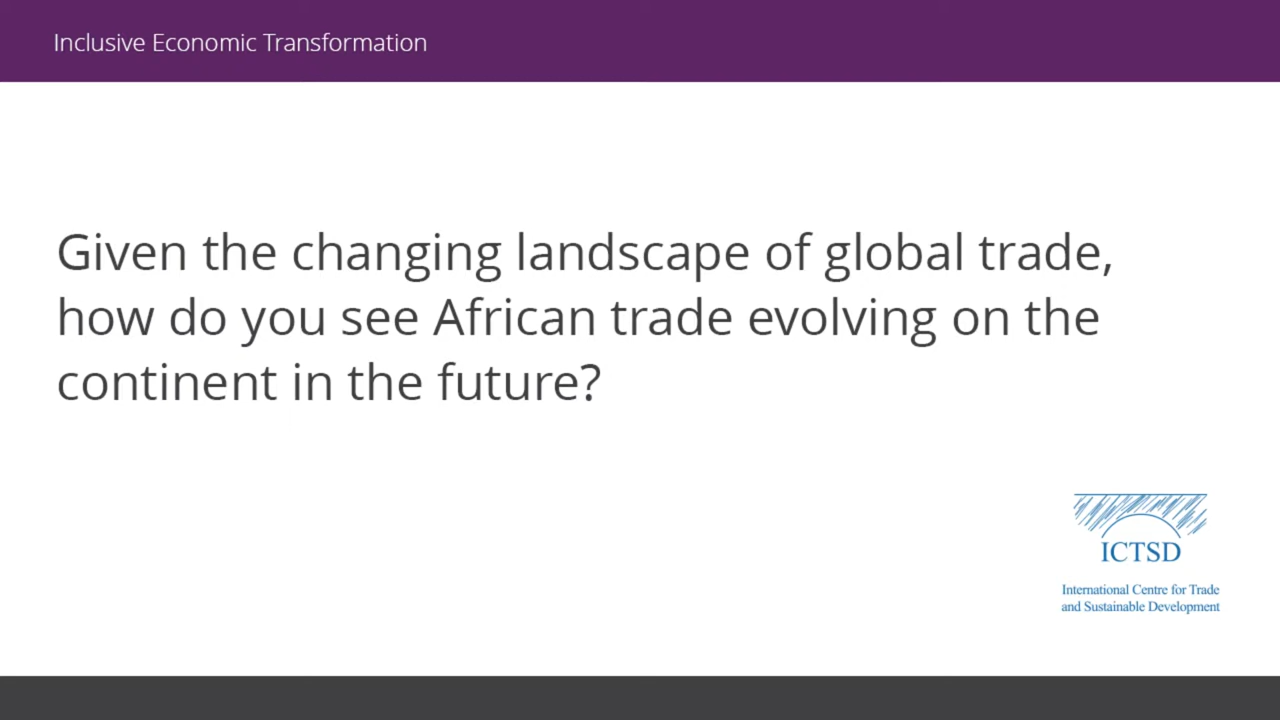 Inclusive Economic Transformation
Given the changing landscape of global trade,
how do you see African trade evolving on the
continent in the future?
ICTSD
International Centre for Trade
and Sustainable Development